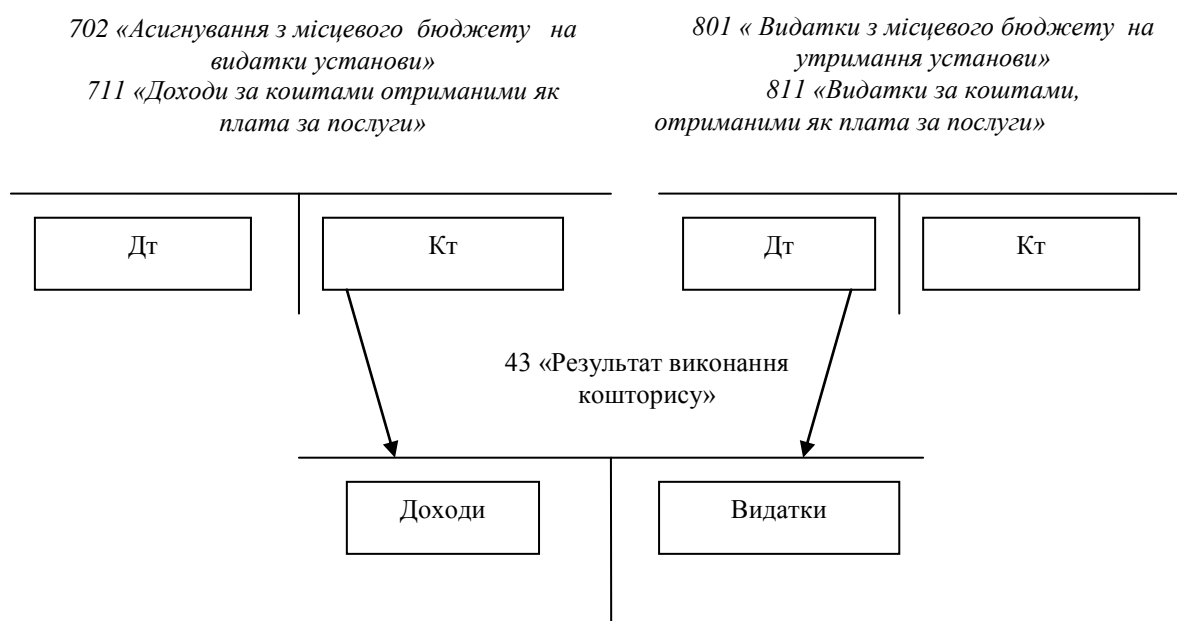 702 «Асигнування з місцевого бюджету на
видатки установи»
711 «Доходи за коштами отриманими як
плата за послуги»
801 « Видатки з місцевого бюджету на
утримання установи»
811 «Видатки за коштами,
отриманими як плата за послуги»
Дт
Кт
Дт
Кт
43 «Результат виконання
кошторису»
Доходи
Видатки